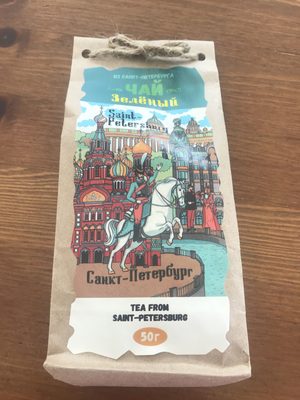 ИЗ САНКТ-ПЕТЕРБУРГА
ЧАЙ
Зелёный
Saint
Petersburg
Санкт-Петербург
TEA FROM
SAINT-PETERSBURG
50г